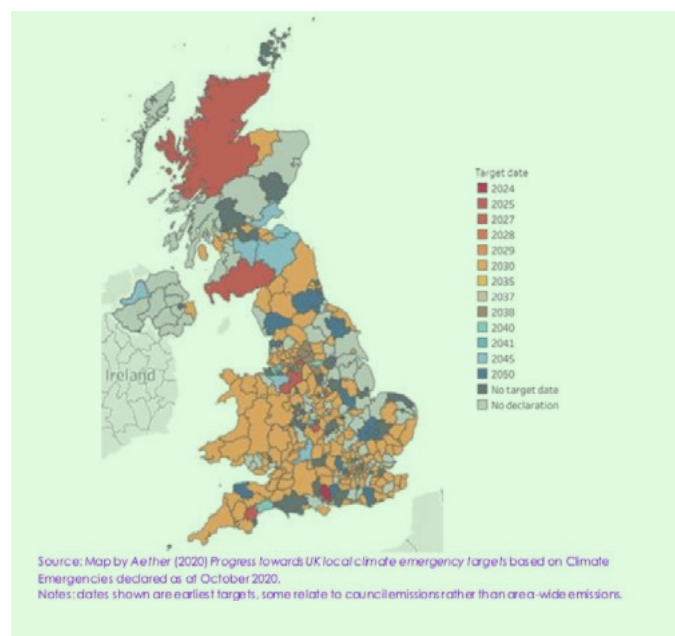 Target date
2024
2025
2027
2028
2029
2030
2035
2037
2038
2040
2041
2045
2050
No target date
No declaration
Ireland
Source: Map by Aether (2020) Progress towards UK local climate emergency targets based on Climate
Emergencies declared as at October 2020.
Notes: dates shown are earliest targets, some relate to council emissions rather than area-wide emissions.